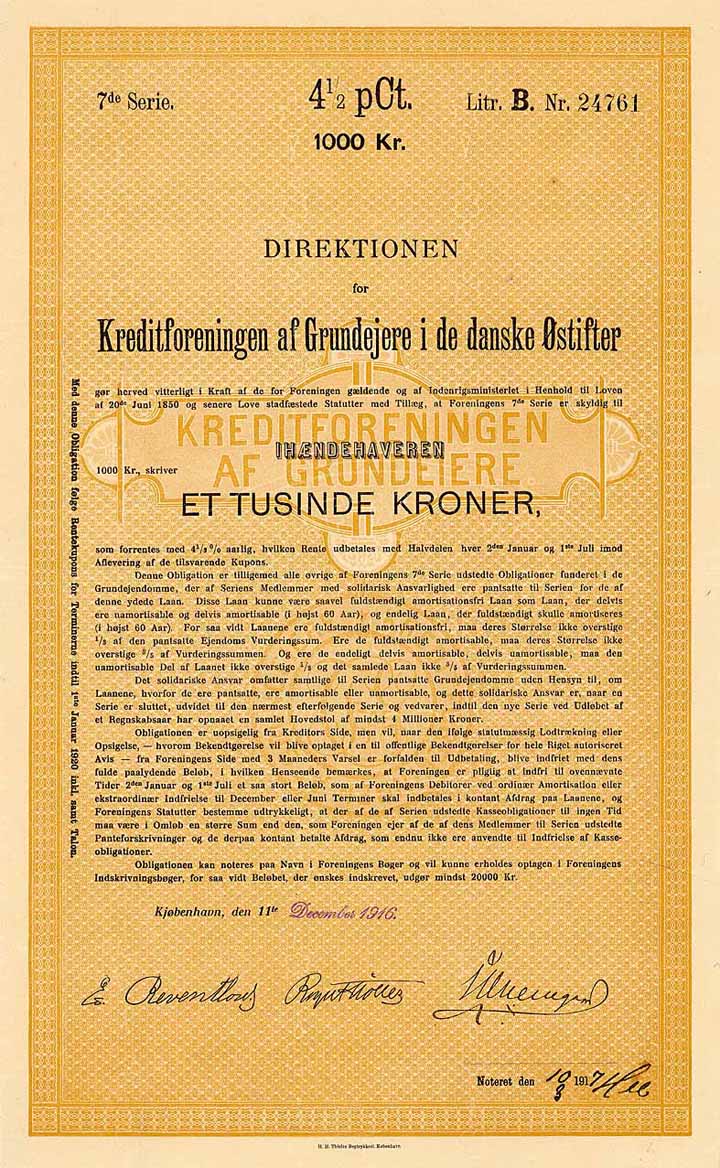 7de Serie. 4 1/2 pCt. Litr. B. Nr. 24761
1000 Kr.
DIREKTIONEN
for
Kreditforeningen af Grundejere i de danske Østifter
gør herved vitterligt i Kraft af de for Foreningen gældende og af Indenrigsministeriet i Henhold til Loven
af 20de Juni 1850 og senere Love stadfæstede Statutter med Tillæg, at Foreningens 7de Serie er skyldig til
KREDITFORENINGEN
IHÆNDEHAVEREN
AF GRUNDEIERE
1000 Kr., skriver
ET TUSINDE KRONER,
som forrentes med 4 1/2 % aarlig, hvilken Rente udbetales med Halvdelen hver 2den Januar og 1ste Juli imod
Aflevering af de tilsvarende Kupons.
Denne Obligation er tilligemed alle øvrige af Foreningens 7de Serie udstedte Obligationer funderet i de
Grundejendomme, der af Seriens Medlemmer med solidarisk Ansvarlighed ere pantsatte til Serien for de af
denne ydede Laan. Disse Laan kunne være saavel fuldstændigt amortisationsfri Laan som Laan, der delvis
ere uamortisable og delvis amortisable (i højst 60 Aar), og endelig Laan, der fuldstændigt skulle amortiseres
(i højst 60 Aar). For saa vidt Laanene ere fuldstændigt amortisationsfri, maa deres Størrelse ikke overstige
af den pantsatte Ejendoms Vurderingssum. Ere de fuldstændigt amortisable, maa deres Størrelse ikke
overstige af Vurderingssummen. Og ere de endeligt delvis amortisable, delvis uamortisable, maa den
uamortisable Del af Laanet ikke overstige og det samlede Laan ikke af Vurderingssummen.
Det solidariske Ansvar omfatter samtlige til Serien pantsatte Grundejendomme uden Hensyn til, om
Laanene, hvorfor de ere pantsatte, ere amortisable eller uamortisable, og dette solidariske Ansvar er, naar en
Serie er sluttet, udvidet til den nærmest efterfølgende Serie og vedvarer, indtil den nye Serie ved Udløbet af
et Regnskabsaar har opnaaet en samlet Hovedstol af mindst 4 Millioner Kroner.
Obligationen er uopsigelig fra Kreditors Side, men vil, naar den ifølge statutmæssig Lodtrækning eller
Opsigelse, — hvorom Bekendtgørelse vil blive optaget i en til offentlige Bekendtgørelser for hele Riget autoriseret
Avis — fra Foreningens Side med 3 Maaneders Varsel er forfalden til Udbetaling, blive indfriet med dens
fulde paalydende Beløb, i hvilken Henseende bemærkes, at Foreningen er pligtig at indfri til ovennævnte
Tider 2den Januar og 1ste Juli et saa stort Beløb, som af Foreningens Debitorer ved ordinær Amortisation eller
ekstraordinær Indfrielse til December eller Juni Terminer skal indbetales i kontant Afdrag paa Laanene, og
Foreningens Statutter bestemme udtrykkeligt, at der af de af Serien udstedte Kasseobligationer til ingen Tid
maa være i Omløb en større Sum end den, som Foreningen ejer af de af dens Medlemmer til Serien udstedte
Panteforskrivninger og de derpaa kontant betalte Afdrag, som endnu ikke ere anvendte til Indfrielse af Kasse-
obligationer.
Obligationen kan noteres paa Navn i Foreningens Bøger og vil kunne erholdes optagen i Foreningens
Indskrivningsbøger, for saa vidt Beløbet, der ønskes indskrevet, udgør mindst 20000 Kr.
Med denne Obligation følge Rentekupons for Terminerne indtil 1ste Januar 1920 inkl. samt Talon.
Kjøbenhavn, den 11te December 1916.
Reventlow
Noteret den 10/3 1917
H. H. Thieles Bogtrykkeri. København